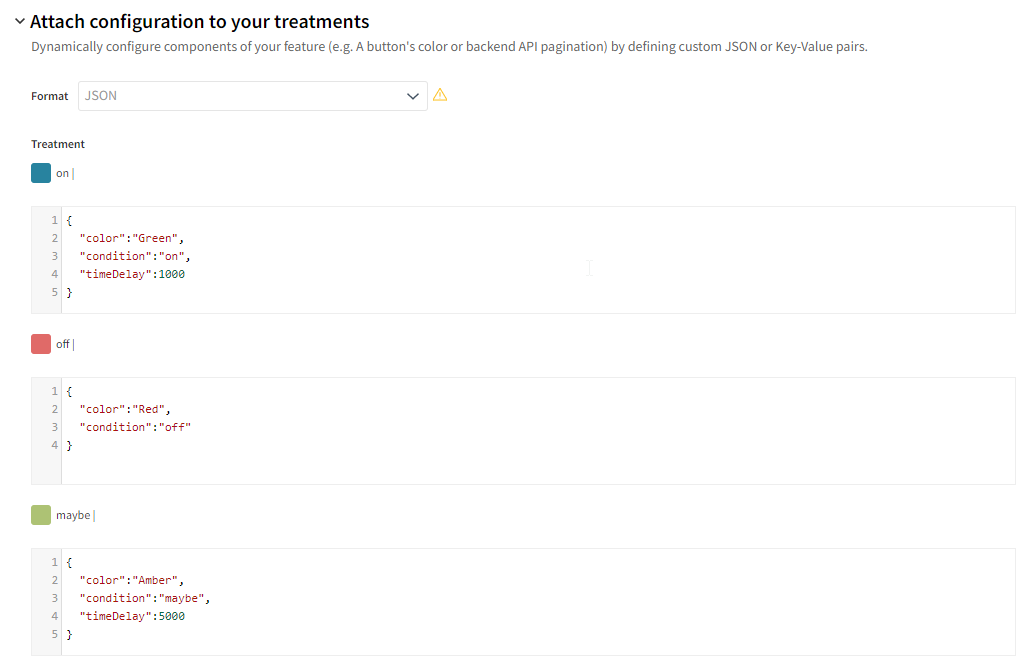 Attach configuration to your treatments
Dynamically configure components of your feature (e.g. A button's color or backend API pagination) by defining custom JSON or Key-Value pairs.
Format JSON
Treatment
on |
1 {
2 "color":"Green",
3 "condition":"on",
4 "timeDelay":1000
5 }
off |
1 {
2 "color":"Red",
3 "condition":"off"
4 }
maybe |
1 {
2 "color":"Amber",
3 "condition":"maybe",
4 "timeDelay":5000
5 }